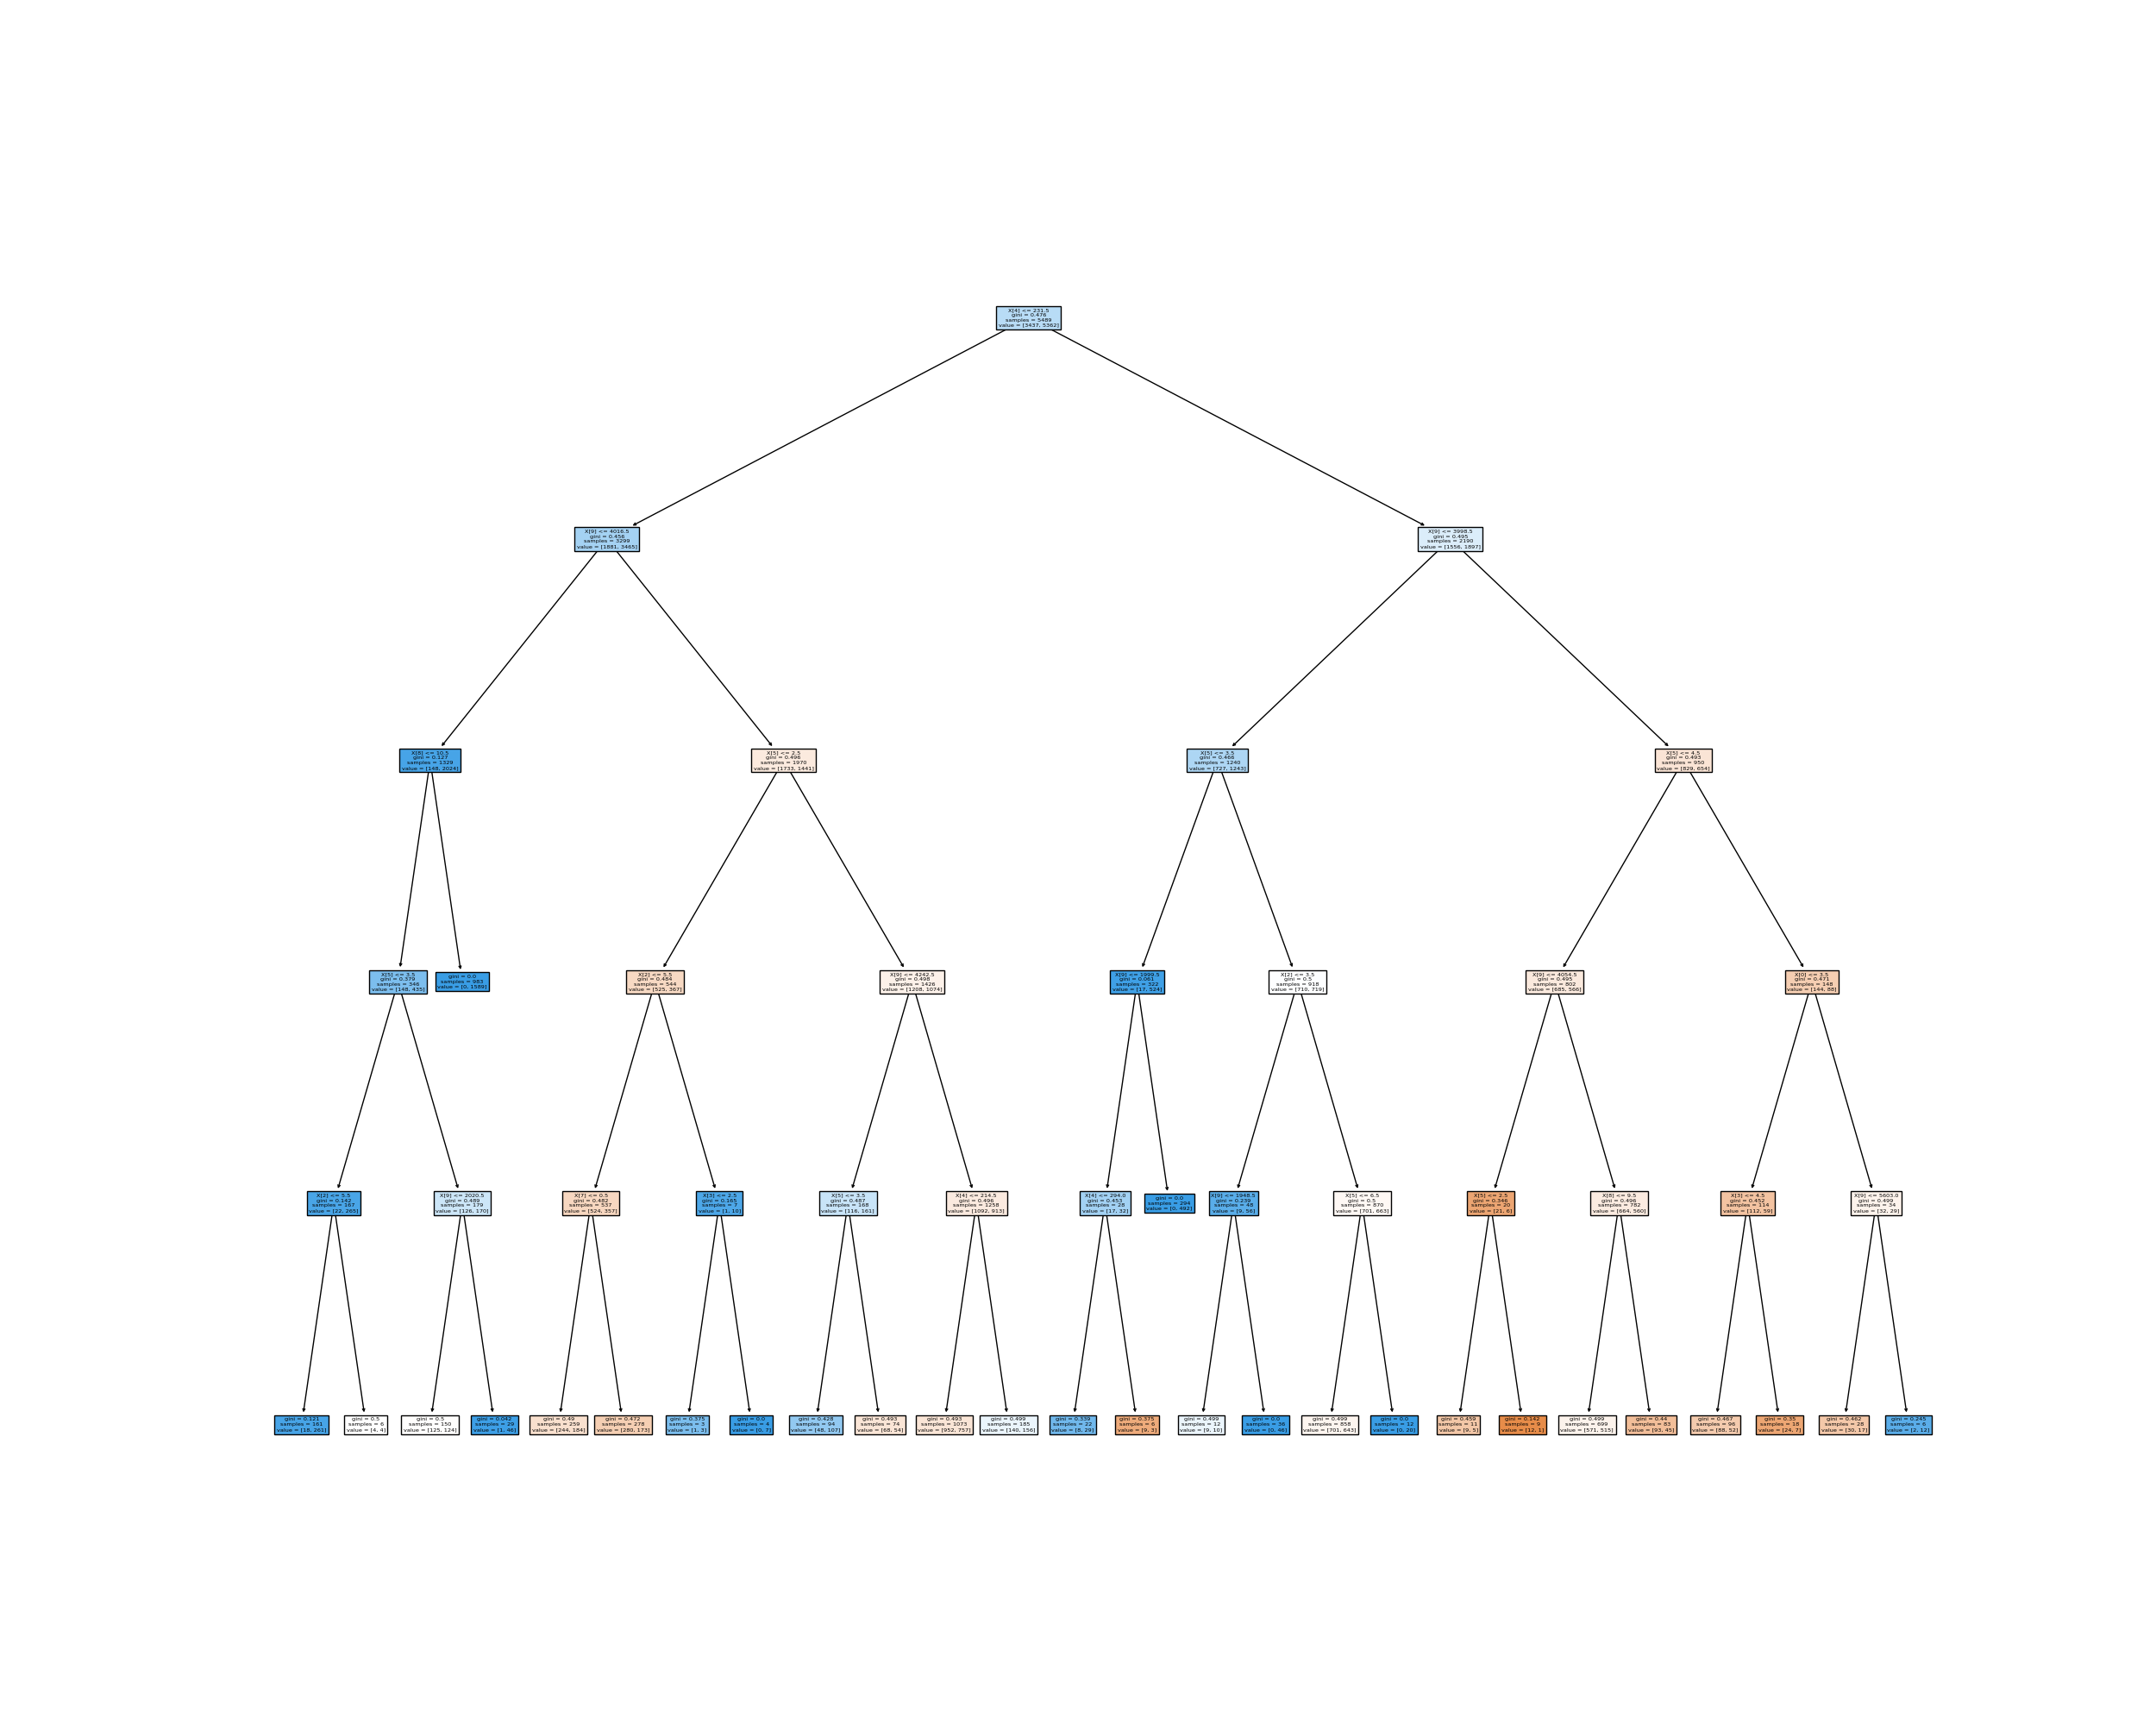 X[4] <= 231.5
gini = 0.476
samples = 5489
value = [3437, 5362]
X[9] <= 4016.5
gini = 0.456
samples = 3299
value = [1881, 3465]
X[9] <= 3998.5
gini = 0.495
samples = 2190
value = [1556, 1897]
X[8] <= 10.5
gini = 0.127
samples = 1329
value = [148, 2024]
X[5] <= 2.5
gini = 0.496
samples = 1970
value = [1733, 1441]
X[5] <= 3.5
gini = 0.466
samples = 1240
value = [727, 1243]
X[5] <= 4.5
gini = 0.493
samples = 950
value = [829, 654]
X[5] <= 3.5
gini = 0.379
samples = 346
value = [148, 435]
gini = 0.0
samples = 983
value = [0, 1589]
X[2] <= 5.5
gini = 0.484
samples = 544
value = [525, 367]
X[9] <= 4242.5
gini = 0.498
samples = 1426
value = [1208, 1074]
X[9] <= 2999.5
gini = 0.061
samples = 322
value = [17, 524]
X[2] <= 3.5
gini = 0.5
samples = 918
value = [710, 719]
X[9] <= 4054.5
gini = 0.495
samples = 802
value = [685, 566]
X[0] <= 3.5
gini = 0.471
samples = 148
value = [144, 88]
X[2] <= 5.5
gini = 0.142
samples = 167
value = [22, 265]
X[9] <= 2020.5
gini = 0.489
samples = 179
value = [126, 170]
X[7] <= 0.5
gini = 0.482
samples = 537
value = [524, 357]
X[3] <= 2.5
gini = 0.165
samples = 7
value = [1, 10]
X[5] <= 3.5
gini = 0.487
samples = 168
value = [116, 161]
X[4] <= 214.5
gini = 0.496
samples = 1258
value = [1092, 913]
X[4] <= 294.0
gini = 0.453
samples = 28
value = [17, 32]
gini = 0.0
samples = 294
value = [0, 492]
X[9] <= 1948.5
gini = 0.239
samples = 48
value = [9, 56]
X[5] <= 6.5
gini = 0.5
samples = 870
value = [701, 663]
X[5] <= 2.5
gini = 0.346
samples = 20
value = [21, 6]
X[8] <= 9.5
gini = 0.496
samples = 782
value = [664, 560]
X[3] <= 4.5
gini = 0.452
samples = 114
value = [112, 59]
X[9] <= 5603.0
gini = 0.499
samples = 34
value = [32, 29]
gini = 0.121
samples = 161
value = [18, 261]
gini = 0.5
samples = 6
value = [4, 4]
gini = 0.5
samples = 150
value = [125, 124]
gini = 0.042
samples = 29
value = [1, 46]
gini = 0.49
samples = 259
value = [244, 184]
gini = 0.472
samples = 278
value = [280, 173]
gini = 0.375
samples = 3
value = [1, 3]
gini = 0.0
samples = 4
value = [0, 7]
gini = 0.428
samples = 94
value = [48, 107]
gini = 0.493
samples = 74
value = [68, 54]
gini = 0.493
samples = 1073
value = [952, 757]
gini = 0.499
samples = 185
value = [140, 156]
gini = 0.339
samples = 22
value = [8, 29]
gini = 0.375
samples = 6
value = [9, 3]
gini = 0.499
samples = 12
value = [9, 10]
gini = 0.0
samples = 36
value = [0, 46]
gini = 0.499
samples = 858
value = [701, 643]
gini = 0.0
samples = 12
value = [0, 20]
gini = 0.459
samples = 11
value = [9, 5]
gini = 0.142
samples = 9
value = [12, 1]
gini = 0.499
samples = 699
value = [571, 515]
gini = 0.44
samples = 83
value = [93, 45]
gini = 0.467
samples = 96
value = [88, 52]
gini = 0.35
samples = 18
value = [24, 7]
gini = 0.462
samples = 28
value = [30, 17]
gini = 0.245
samples = 6
value = [2, 12]